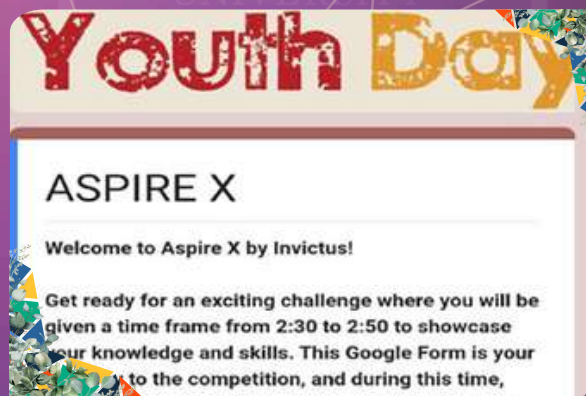 Youth Day
ASPIRE X
Welcome to Aspire X by Invictus!
Get ready for an exciting challenge where you will be
given a time frame from 2:30 to 2:50 to showcase
your knowledge and skills. This Google Form is your
to the competition, and during this time,